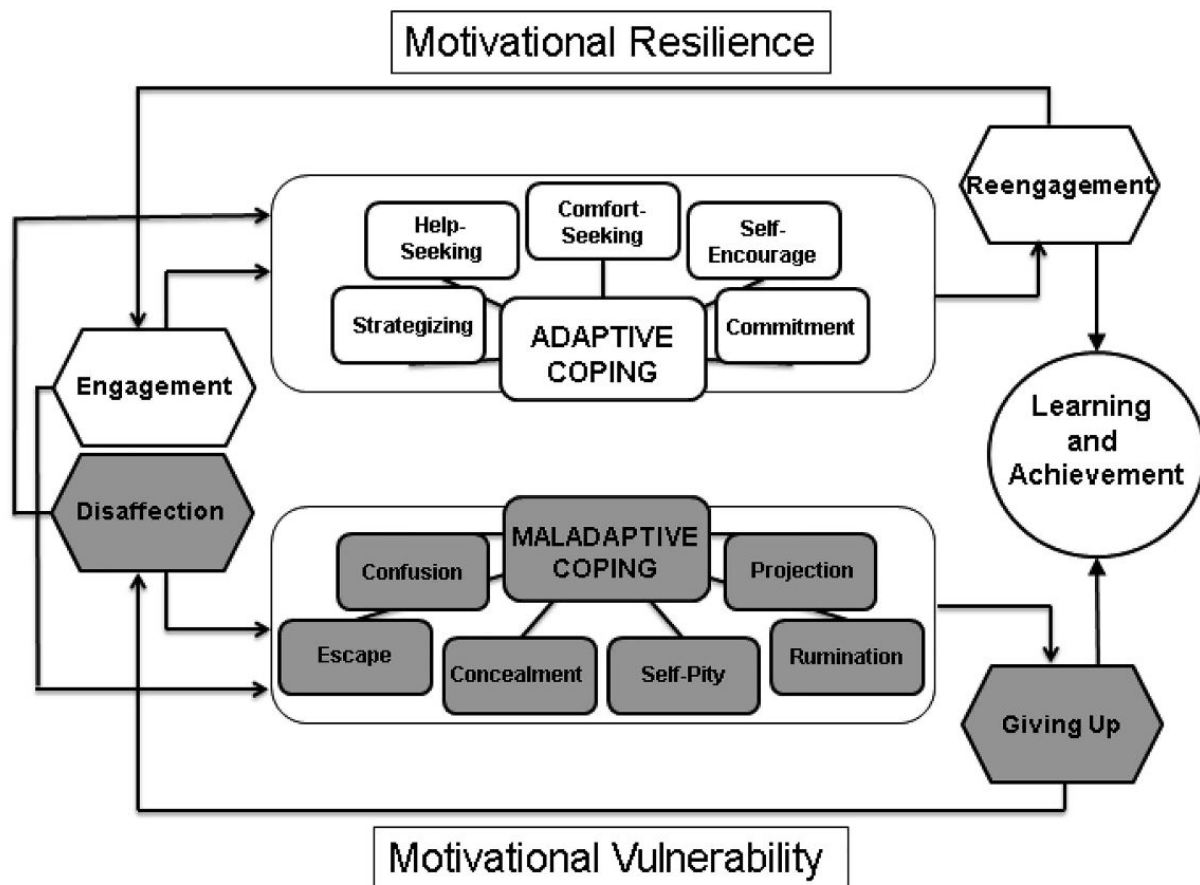 Motivational Resilience
Reengagement
Comfort-
Seeking
Help-
Seeking
Self-
Encourage
Strategizing
Commitment
ADAPTIVE
COPING
Engagement
Learning
and
Achievement
Disaffection
MALADAPTIVE
COPING
Confusion
Projection
Escape
Concealment
Self-Pity
Rumination
Giving Up
Motivational Vulnerability